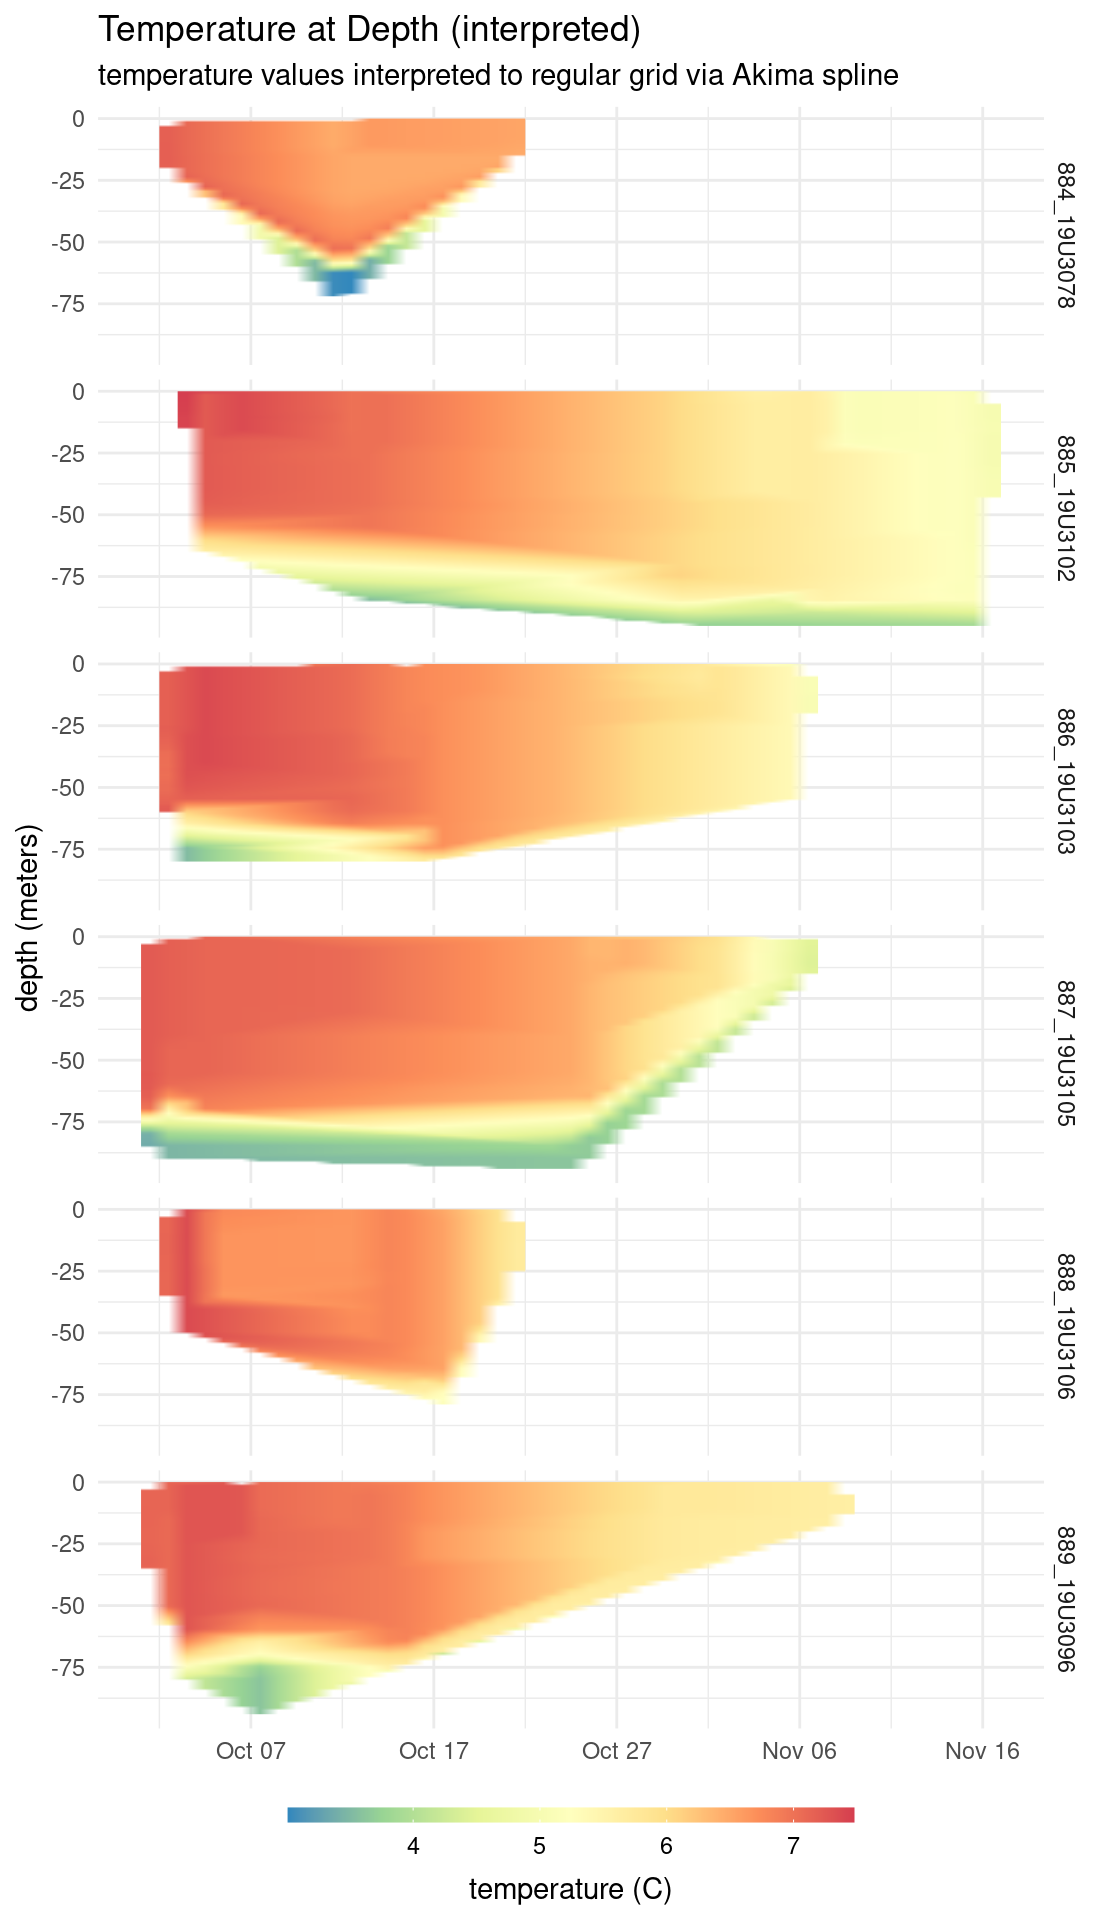 Temperature at Depth (interpreted)
temperature values interpreted to regular grid via Akima spline
depth (meters)
0
-25
-50
-75
884_19U3078
0
-25
-50
-75
885_19U3102
0
-25
-50
-75
886_19U3103
0
-25
-50
-75
887_19U3105
0
-25
-50
-75
888_19U3106
0
-25
-50
-75
889_19U3096
Oct 07 Oct 17 Oct 27 Nov 06 Nov 16
4 5 6 7
temperature (C)